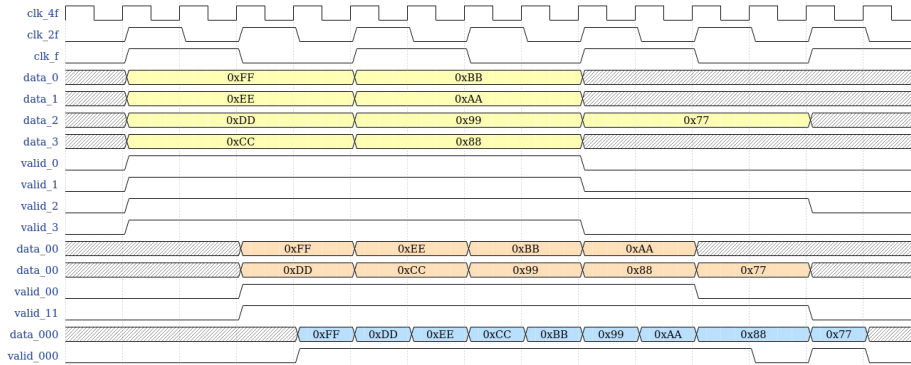 clk_4f
clk_2f
clk_f
data_0 0xFF 0xBB
data_1 0xEE 0xAA
data_2 0xDD 0x99 0x77
data_3 0xCC 0x88
valid_0
valid_1
valid_2
valid_3
data_00 0xFF 0xEE 0xBB 0xAA
data_00 0xDD 0xCC 0x99 0x88 0x77
valid_00
valid_11
data_000 0xFF 0xDD 0xEE 0xCC 0xBB 0x99 0xAA 0x88 0x77
valid_000